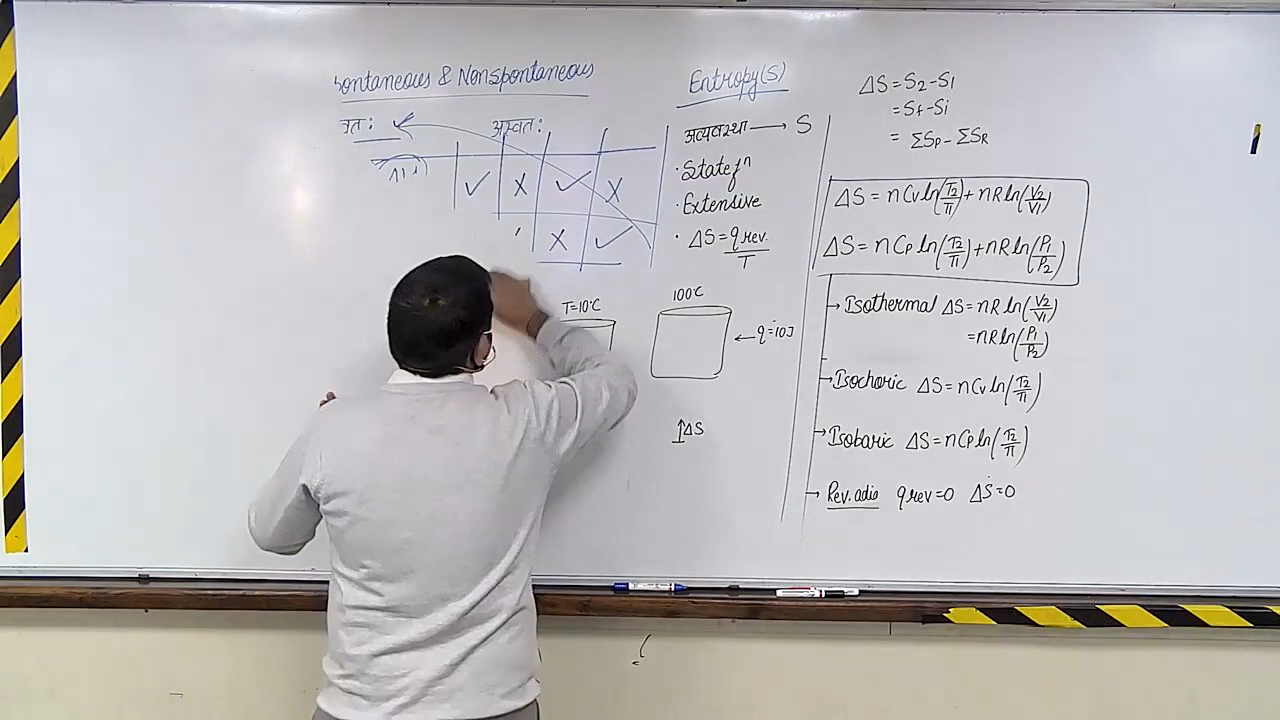 & Nonspontaneous
अस्वत:
✓ X ✓ X
X ✓
T=10°C
Entropy(S)
अव्यवस्था → S
· State fⁿ
· Extensive
· ΔS = q rev. / T
100°C
← q=10J
↑ΔS
ΔS = S2 - S1
= Sf - Si
= ΣSP - ΣSR
ΔS = nCv ln(T2/T1) + nR ln(V2/V1)
ΔS = nCp ln(T2/T1) + nR ln(P1/P2)
→ Isothermal ΔS = nR ln(V2/V1)
= nR ln(P1/P2)
→ Isochoric ΔS = nCv ln(T2/T1)
→ Isobaric ΔS = nCp ln(T2/T1)
→ Rev. adia q rev = 0 ΔS = 0